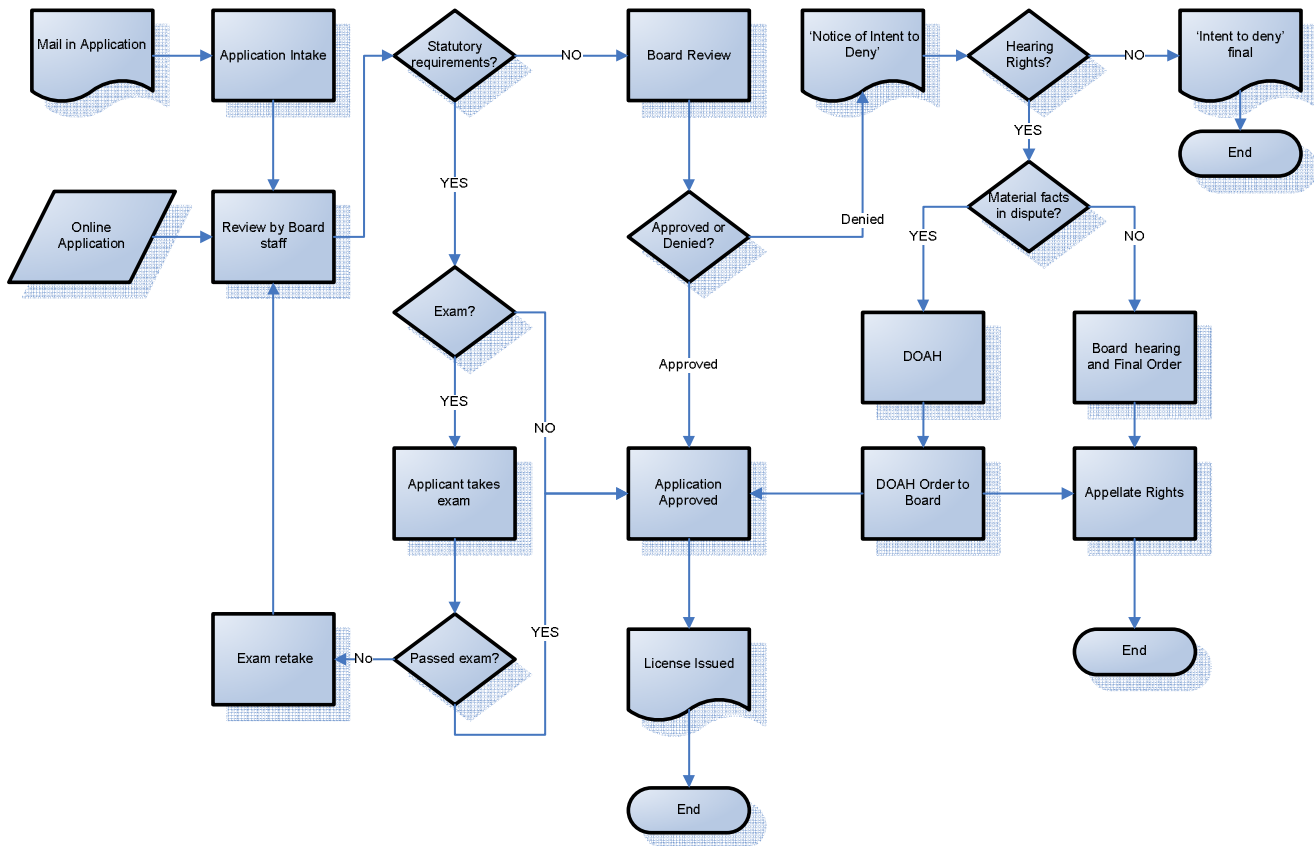 Mail in Application
Application Intake
Statutory
requirements?
NO
Board Review
‘Notice of Intent to
Deny’
Hearing
Rights?
NO
‘Intent to deny’
final
YES
End
YES
Online
Application
Review by Board
staff
Approved or
Denied?
Denied
Material facts
in dispute?
YES
NO
Exam?
Approved
DOAH
Board  hearing
and Final Order
YES
NO
Applicant takes
exam
Application
Approved
DOAH Order to
Board
Appellate Rights
YES
Exam retake
No
Passed exam?
License Issued
End
End